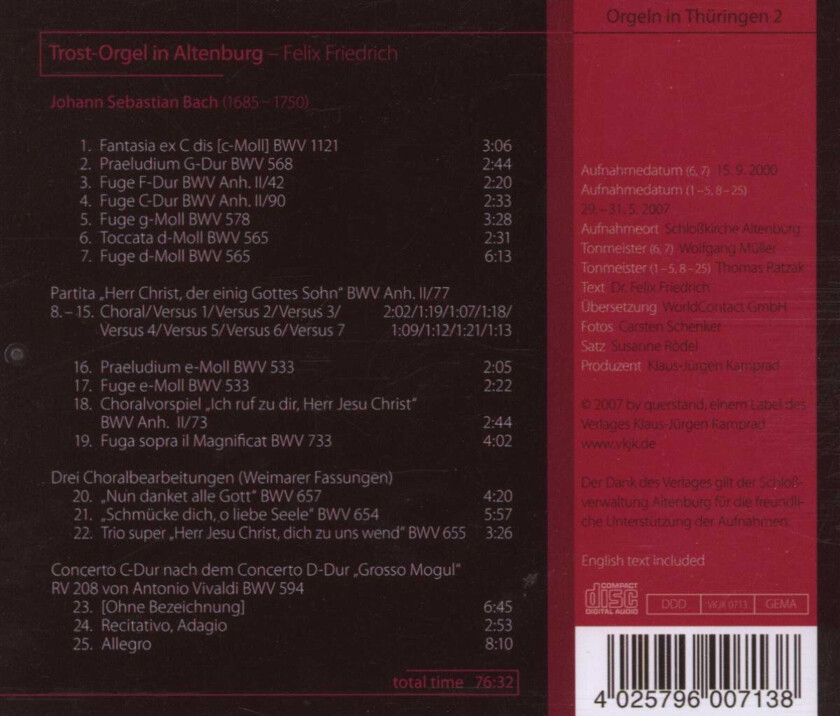 Orgeln in Thüringen 2
Trost-Orgel in Altenburg – Felix Friedrich
Johann Sebastian Bach (1685 – 1750)
1. Fantasia ex C dis [c-Moll] BWV 1121 3:06
2. Praeludium G-Dur BWV 568 2:44
3. Fuge F-Dur BWV Anh. II/42 2:20
4. Fuge C-Dur BWV Anh. II/90 2:33
5. Fuge g-Moll BWV 578 3:28
6. Toccata d-Moll BWV 565 2:31
7. Fuge d-Moll BWV 565 6:13
Partita „Herr Christ, der einig Gottes Sohn" BWV Anh. II/77
8. – 15. Choral/Versus 1/Versus 2/Versus 3/ 2:02/1:19/1:07/1:18/
Versus 4/Versus 5/Versus 6/Versus 7 1:09/1:12/1:21/1:13
16. Praeludium e-Moll BWV 533 2:05
17. Fuge e-Moll BWV 533 2:22
18. Choralvorspiel „Ich ruf zu dir, Herr Jesu Christ"
BWV Anh. II/73 2:44
19. Fuga sopra il Magnificat BWV 733 4:02
Drei Choralbearbeitungen (Weimarer Fassungen)
20. „Nun danket alle Gott" BWV 657 4:20
21. „Schmücke dich, o liebe Seele" BWV 654 5:57
22. Trio super „Herr Jesu Christ, dich zu uns wend" BWV 655 3:26
Concerto C-Dur nach dem Concerto D-Dur „Grosso Mogul"
RV 208 von Antonio Vivaldi BWV 594
23. [Ohne Bezeichnung] 6:45
24. Recitativo, Adagio 2:53
25. Allegro 8:10
total time 76:32
Aufnahmedatum (6, 7) 15. 9. 2000
Aufnahmedatum (1 – 5, 8 – 25)
29. – 31. 5. 2007
Aufnahmeort Schloßkirche Altenburg
Tonmeister (6, 7) Wolfgang Müller
Tonmeister (1 – 5, 8 – 25) Thomas Ratzak
Text Dr. Felix Friedrich
Übersetzung WorldContact GmbH
Fotos Carsten Schenker
Satz Susanne Rödel
Produzent Klaus-Jürgen Kamprad
© 2007 by querstand, einem Label des
Verlages Klaus-Jürgen Kamprad
www.vkjk.de
Der Dank des Verlages gilt der Schloß-
verwaltung Altenburg für die freundli-
che Unterstützung der Aufnahmen.
English text included
COMPACT
disc
DIGITAL AUDIO
DDD
VKJK 0713
GEMA
4 025796 007138